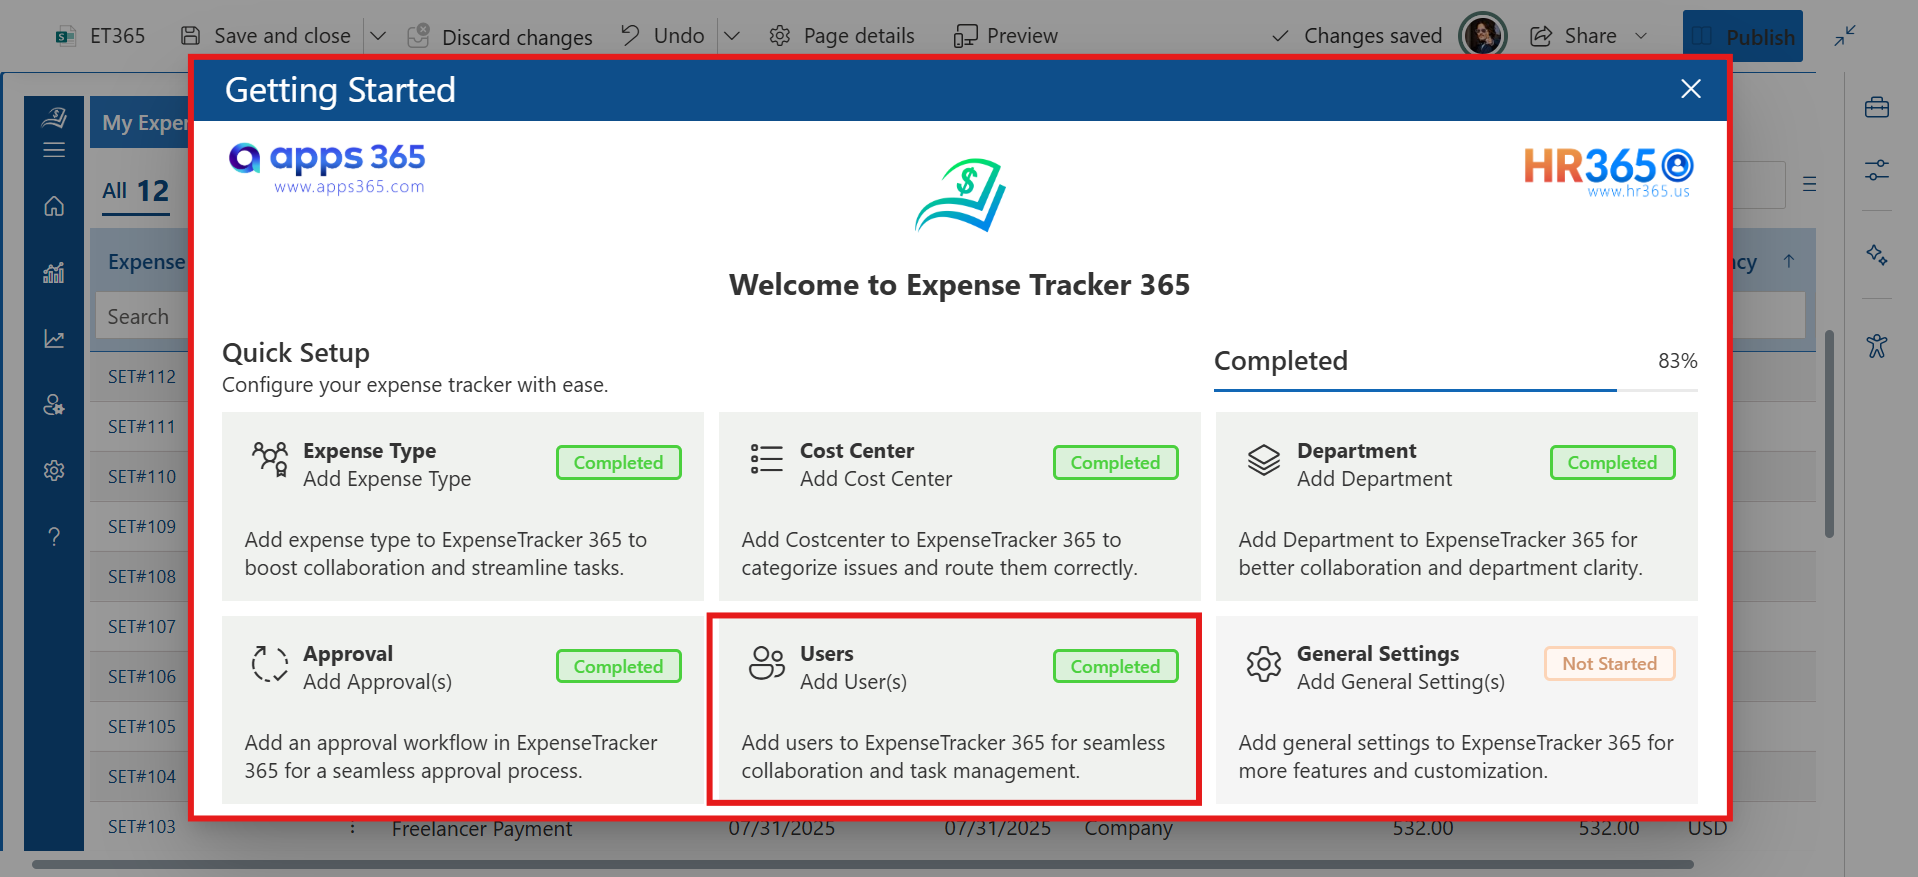 ET365
Save and close
Discard changes
Undo
Page details
Preview
Changes saved
Share
Publish
Getting Started
My Exper
apps 365
www.apps365.com
HR365
www.hr365.us
All 12
Welcome to Expense Tracker 365
Expense
cy
Search
Quick Setup
Configure your expense tracker with ease.
Completed 83%
SET#112
SET#111
SET#110
SET#109
SET#108
SET#107
SET#106
SET#105
SET#104
Expense Type
Add Expense Type
Completed
Add expense type to ExpenseTracker 365 to
boost collaboration and streamline tasks.
Cost Center
Add Cost Center
Completed
Add Costcenter to ExpenseTracker 365 to
categorize issues and route them correctly.
Department
Add Department
Completed
Add Department to ExpenseTracker 365 for
better collaboration and department clarity.
Approval
Add Approval(s)
Completed
Add an approval workflow in ExpenseTracker
365 for a seamless approval process.
Users
Add User(s)
Completed
Add users to ExpenseTracker 365 for seamless
collaboration and task management.
General Settings
Add General Setting(s)
Not Started
Add general settings to ExpenseTracker 365 for
more features and customization.
SET#103 Freelancer Payment 07/31/2025 07/31/2025 Company 532.00 532.00 USD